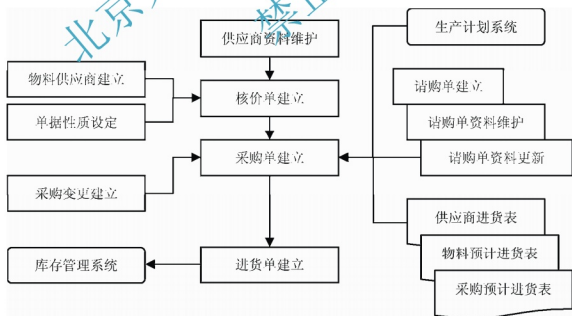 北京
禁止
供应商资料维护
生产计划系统
物料供应商建立
核价单建立
请购单建立
单据性质设定
请购单资料维护
采购单建立
请购单资料更新
采购变更建立
供应商进货表
库存管理系统
进货单建立
物料预计进货表
采购预计进货表